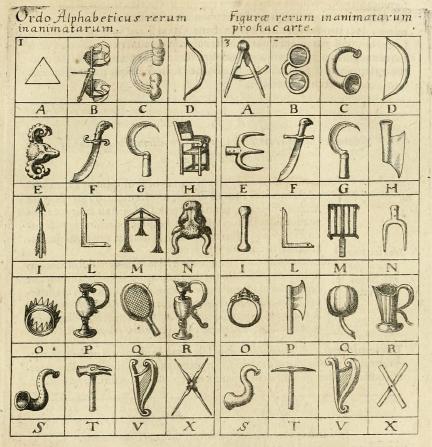 Ordo Alphabeticus rerum
inanimatarum.
Figuræ rerum inanimatarum
pro hac arte.
1
3
A B C D A B C D
E F G H E F G H
I L M N I L M N
O P Q R O P Q R
S T V X S T V X